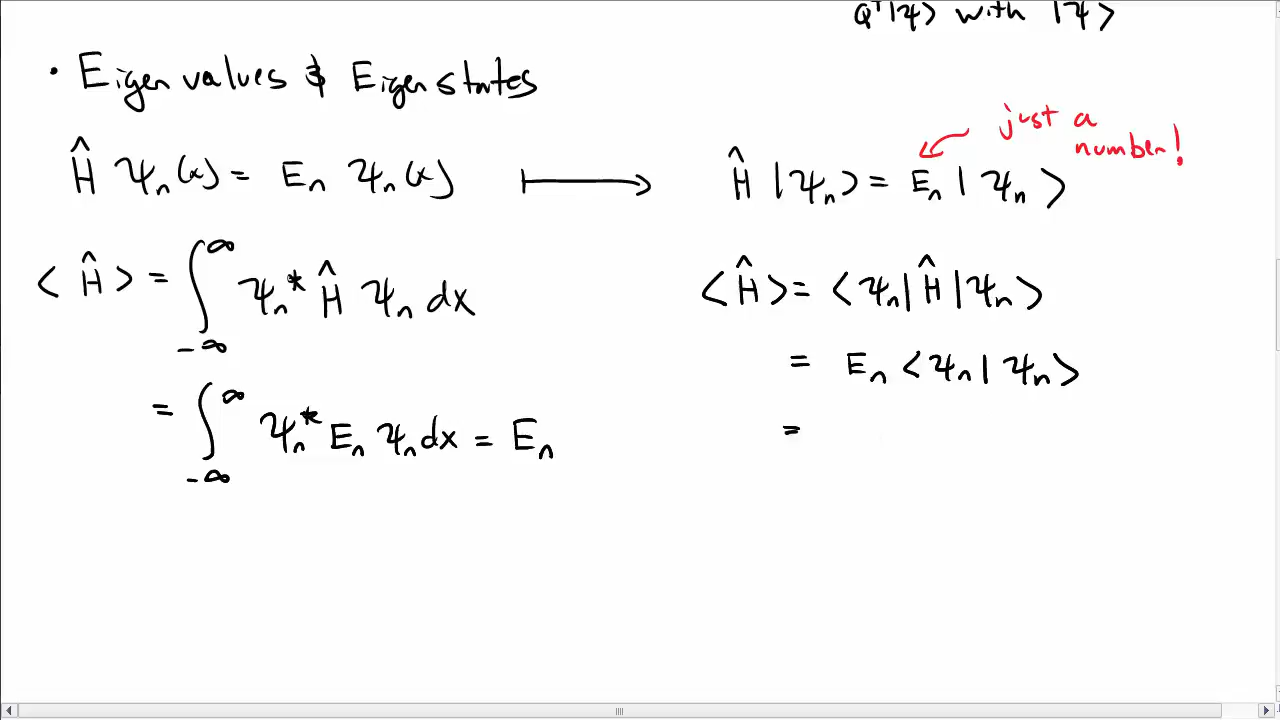 Q†|ψ> with |ψ>
• Eigenvalues & Eigenstates
just a
number!
Ĥ ψₙ(x) = Eₙ ψₙ(x) ⟼ Ĥ |ψₙ> = Eₙ | ψₙ >
< Ĥ > = ∫_{-∞}^{∞} ψₙ* Ĥ ψₙ dx
= ∫_{-∞}^{∞} ψₙ* Eₙ ψₙ dx = Eₙ
<Ĥ> = <ψₙ|Ĥ|ψₙ>
= Eₙ <ψₙ|ψₙ>
=